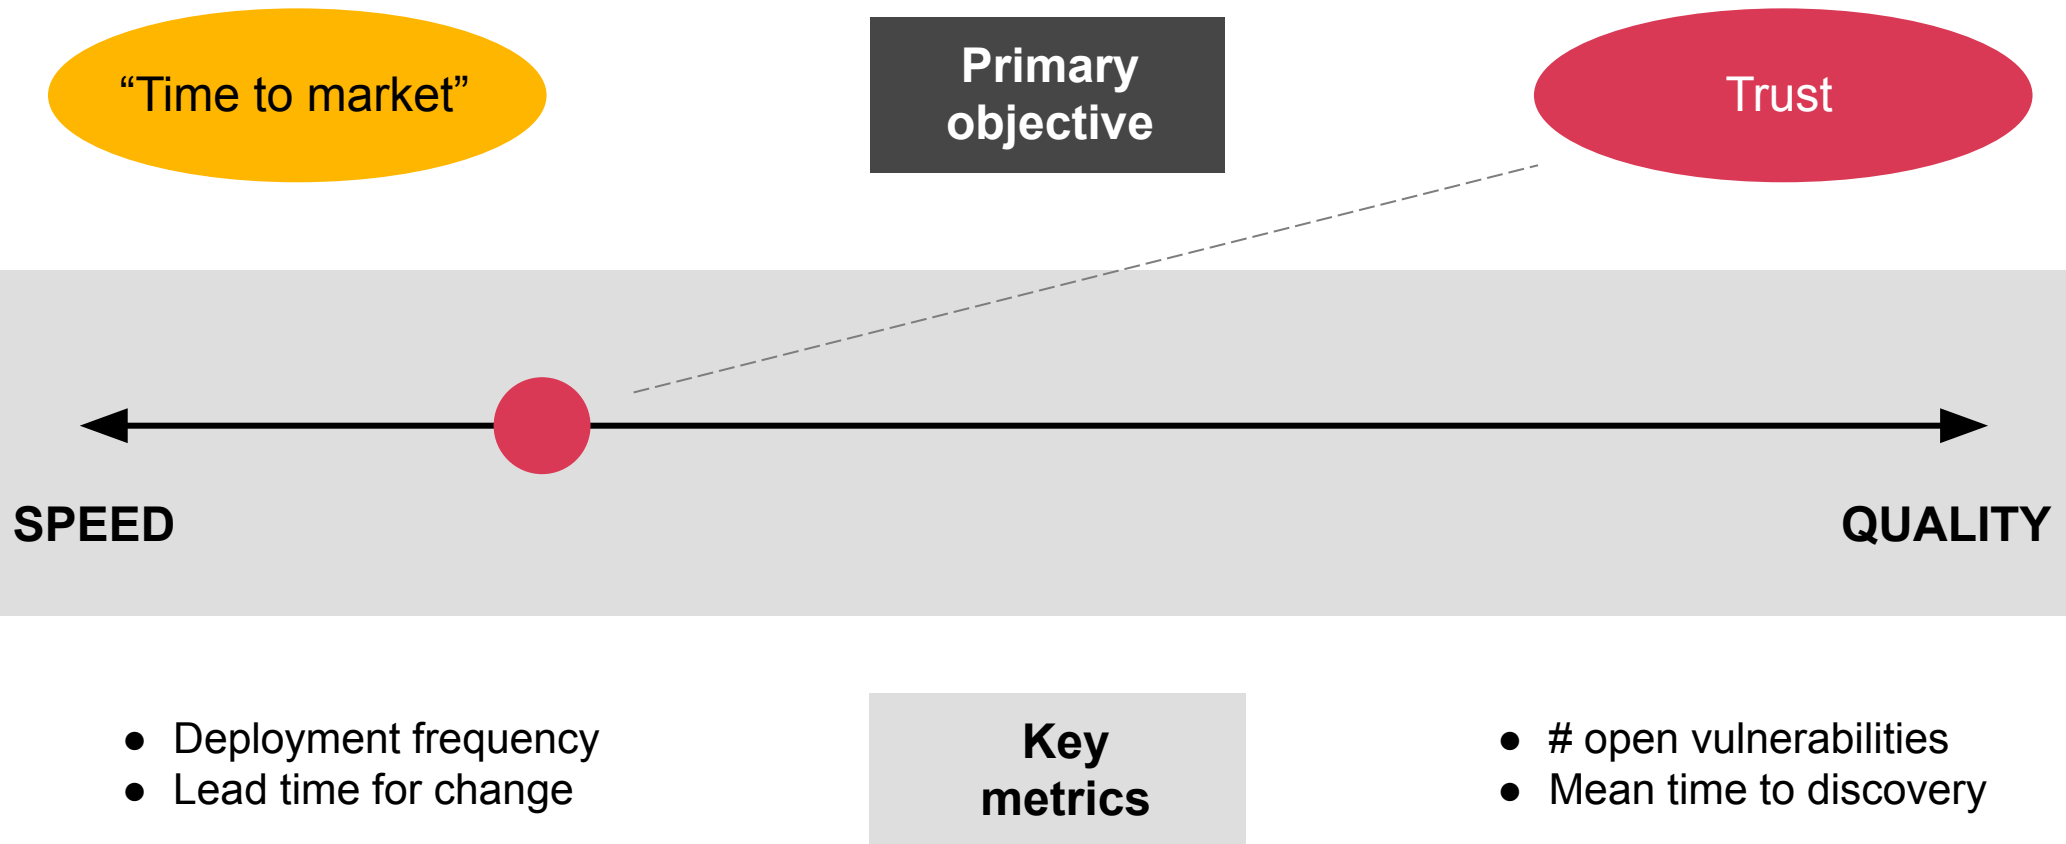 “Time to market”
Primary
objective
Trust
SPEED
QUALITY
● Deployment frequency
● Lead time for change
Key
metrics
● # open vulnerabilities
● Mean time to discovery